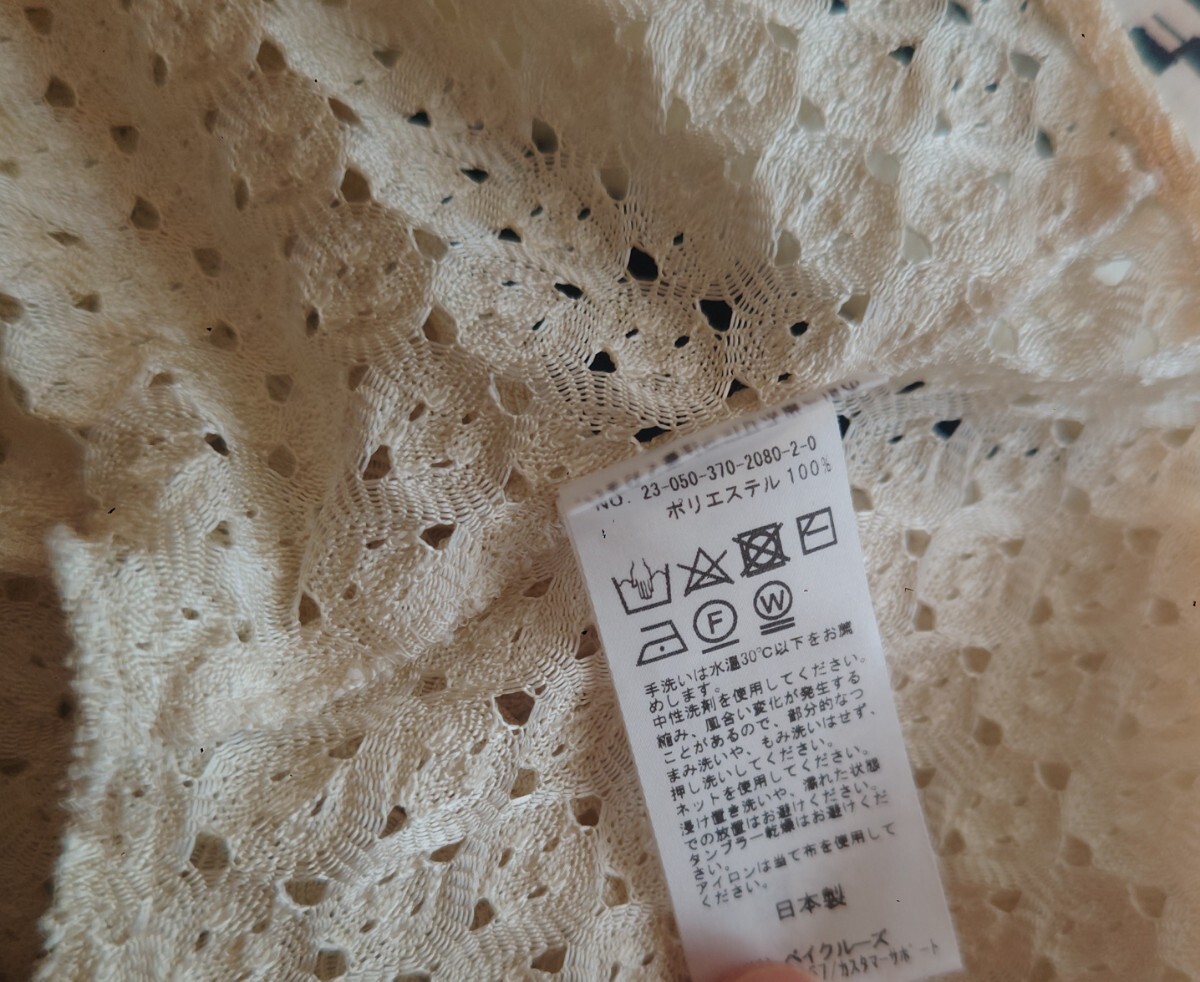 NO. 23-050-370-2080-2-0
ポリエステル 100%
F W
手洗いは水温30℃以下をお薦
めします。
中性洗剤を使用してください。
縮み、風合い変化が発生する
ことがあるので、部分的なつ
まみ洗いや、もみ洗いはせず、
押し洗いしてください。
ネットを使用してください。
浸け置き洗いや、濡れた状態
での放置はお避けください。
タンブラー乾燥はお避けくだ
さい。
アイロンは当て布を使用して
ください。
日本製
ベイクルーズ
/カスタマーサポート